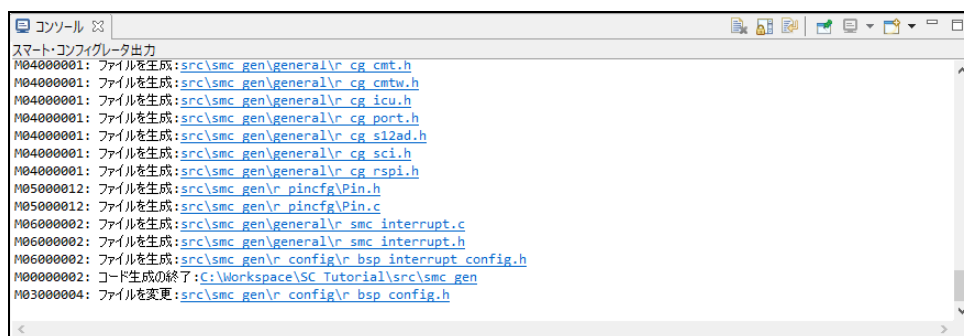 コンソール
スマート・コンフィグレータ出力
M04000001: ファイルを生成:src\smc_gen\general\r_cg_cmt.h
M04000001: ファイルを生成:src\smc_gen\general\r_cg_cmtw.h
M04000001: ファイルを生成:src\smc_gen\general\r_cg_icu.h
M04000001: ファイルを生成:src\smc_gen\general\r_cg_port.h
M04000001: ファイルを生成:src\smc_gen\general\r_cg_s12ad.h
M04000001: ファイルを生成:src\smc_gen\general\r_cg_sci.h
M04000001: ファイルを生成:src\smc_gen\general\r_cg_rspi.h
M05000012: ファイルを生成:src\smc_gen\r_pincfg\Pin.h
M05000012: ファイルを生成:src\smc_gen\r_pincfg\Pin.c
M06000002: ファイルを生成:src\smc_gen\general\r_smc_interrupt.c
M06000002: ファイルを生成:src\smc_gen\general\r_smc_interrupt.h
M06000002: ファイルを生成:src\smc_gen\r_config\r_bsp_interrupt_config.h
M00000002: コード生成の終了:C:\Workspace\SC_Tutorial\src\smc_gen
M03000004: ファイルを変更:src\smc_gen\r_config\r_bsp_config.h